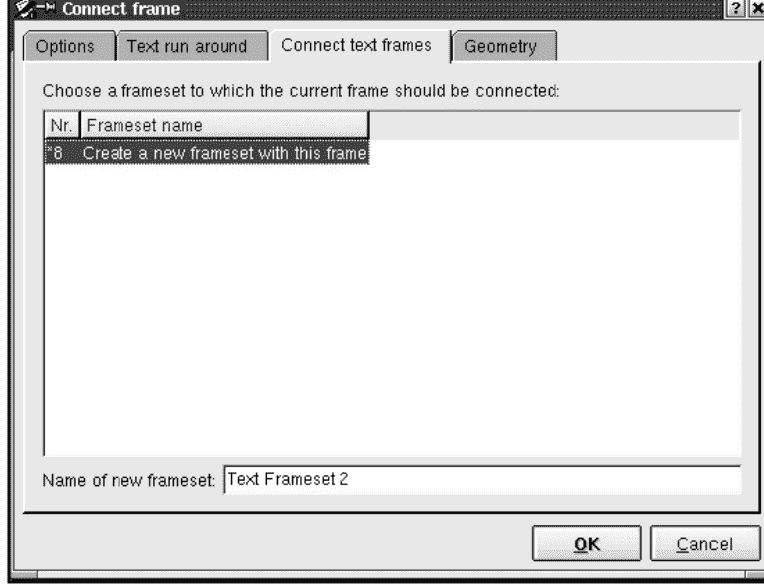 Connect frame
? x
Options Text run around Connect text frames Geometry
Choose a frameset to which the current frame should be connected:
Nr. Frameset name
*8 Create a new frameset with this frame
Name of new frameset: Text Frameset 2
OK Cancel